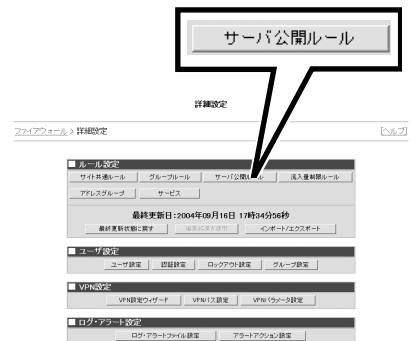 サーバ公開ルール
詳細設定
ファイアウォール > 詳細設定 [ヘルプ]
■ ルール設定
サイト共通ルール グループルール サーバ公開ルール 流入量制限ルール
アドレスグループ サービス
最終更新日:2004年09月16日 17時34分56秒
最終更新状態に戻す 編集結果を適用 インポート/エクスポート
■ ユーザ設定
ユーザ設定 認証設定 ロックアウト設定 グループ設定
■ VPN設定
VPN設定ウィザード VPNパス設定 VPNパラメータ設定
■ ログ・アラート設定
ログ・アラートファイル設定 アラートアクション設定